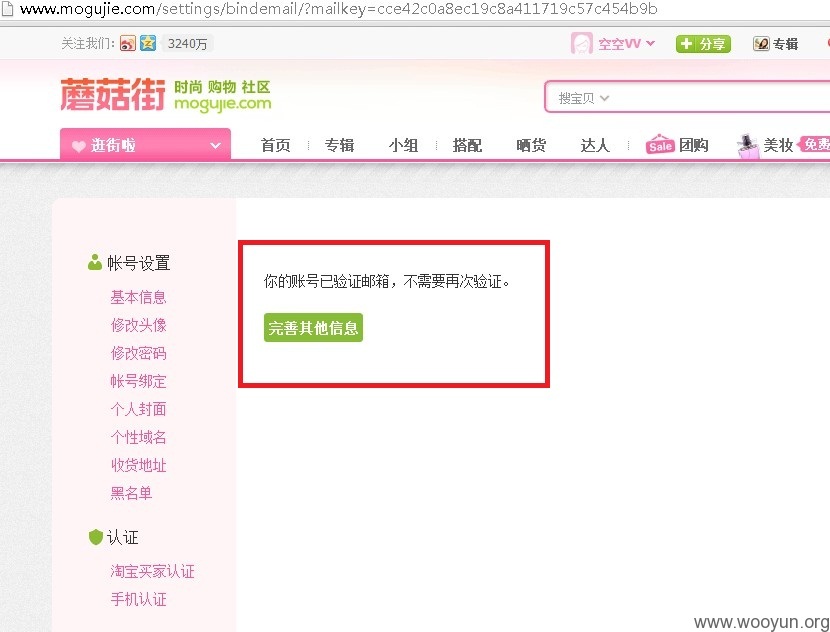 www.mogujie.com/settings/bindemail/?mailkey=cce42c0a8ec19c8a411719c57c454b9b
关注我们: 3240万 空空VV 分享 专辑
蘑菇街 时尚 购物 社区
mogujie.com
搜宝贝
逛街啦 首页 专辑 小组 搭配 晒货 达人 Sale 团购 美妆 免费
帐号设置
基本信息
修改头像
修改密码
帐号绑定
个人封面
个性域名
收货地址
黑名单
认证
淘宝买家认证
手机认证
你的账号已验证邮箱，不需要再次验证。
完善其他信息
www.wooyun.org